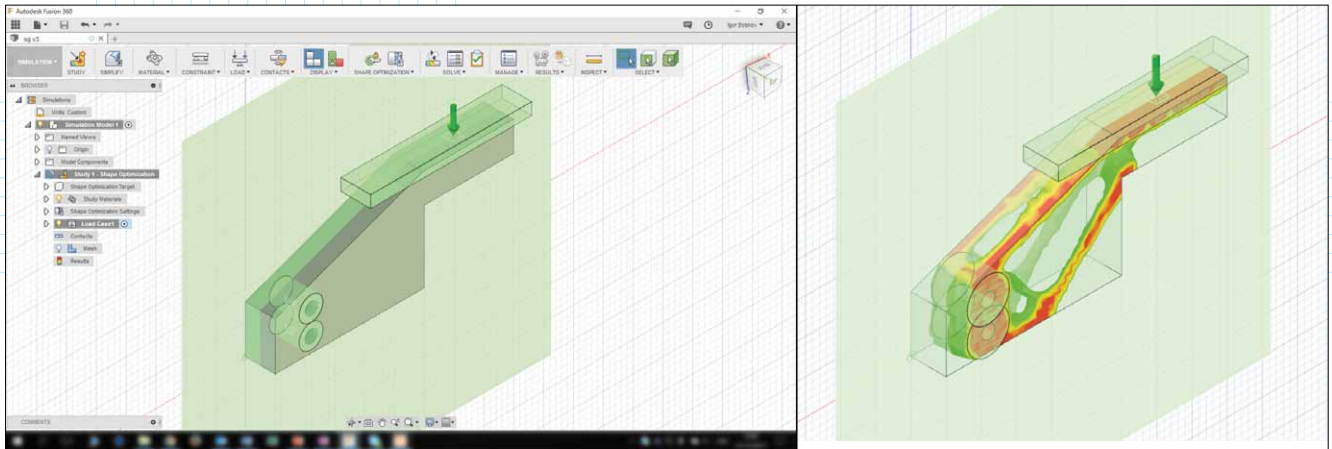 Autodesk Fusion 360
sg v3
SIMULATION
STUDY
SIMPLIFY
MATERIAL
CONSTRAINT
LOAD
CONTACTS
DISPLAY
SHAPE OPTIMIZATION
SOLVE
MANAGE
RESULTS
INSPECT
SELECT
BROWSER
Simulations
Units: Custom
Simulation Model 1
Named Views
Origin
Model Components
Study 1 - Shape Optimization
Shape Optimization Target
Study Materials
Shape Optimization Settings
Load Case1
Contacts
Mesh
Results
COMMENTS